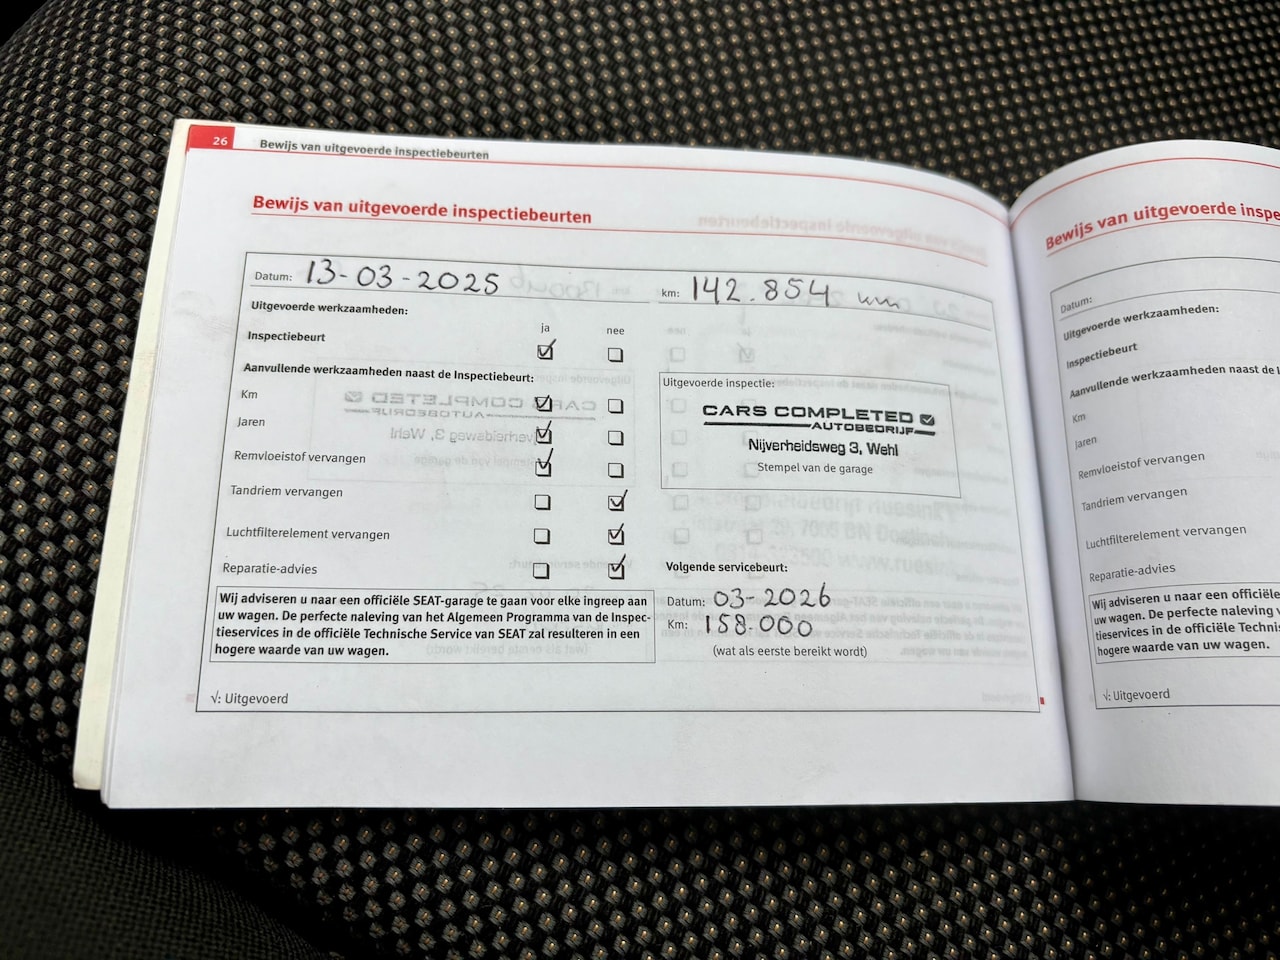 26 Bewijs van uitgevoerde inspectiebeurten
Bewijs van uitgevoerde inspectiebeurten
Datum: 13-03-2025 km: 142.854 km
Uitgevoerde werkzaamheden:
ja nee
Inspectiebeurt
Aanvullende werkzaamheden naast de Inspectiebeurt:
Km
Jaren
Remvloeistof vervangen
Tandriem vervangen
Luchtfilterelement vervangen
Reparatie-advies
Uitgevoerde inspectie:
CARS COMPLETED
AUTOBEDRIJF
Nijverheidsweg 3, Wehl
Stempel van de garage
Volgende servicebeurt:
Datum: 03-2026
Km: 158.000
(wat als eerste bereikt wordt)
Wij adviseren u naar een officiële SEAT-garage te gaan voor elke ingreep aan
uw wagen. De perfecte naleving van het Algemeen Programma van de Inspec-
tieservices in de officiële Technische Service van SEAT zal resulteren in een
hogere waarde van uw wagen.
√: Uitgevoerd
Bewijs van uitgevoerde inspe
Datum:
Uitgevoerde werkzaamheden:
Inspectiebeurt
Aanvullende werkzaamheden naast de I
Km
Jaren
Remvloeistof vervangen
Tandriem vervangen
Luchtfilterelement vervangen
Reparatie-advies
Wij adviseren u naar een officiële
uw wagen. De perfecte naleving v
tieservices in de officiële Techni
hogere waarde van uw wagen.
√: Uitgevoerd